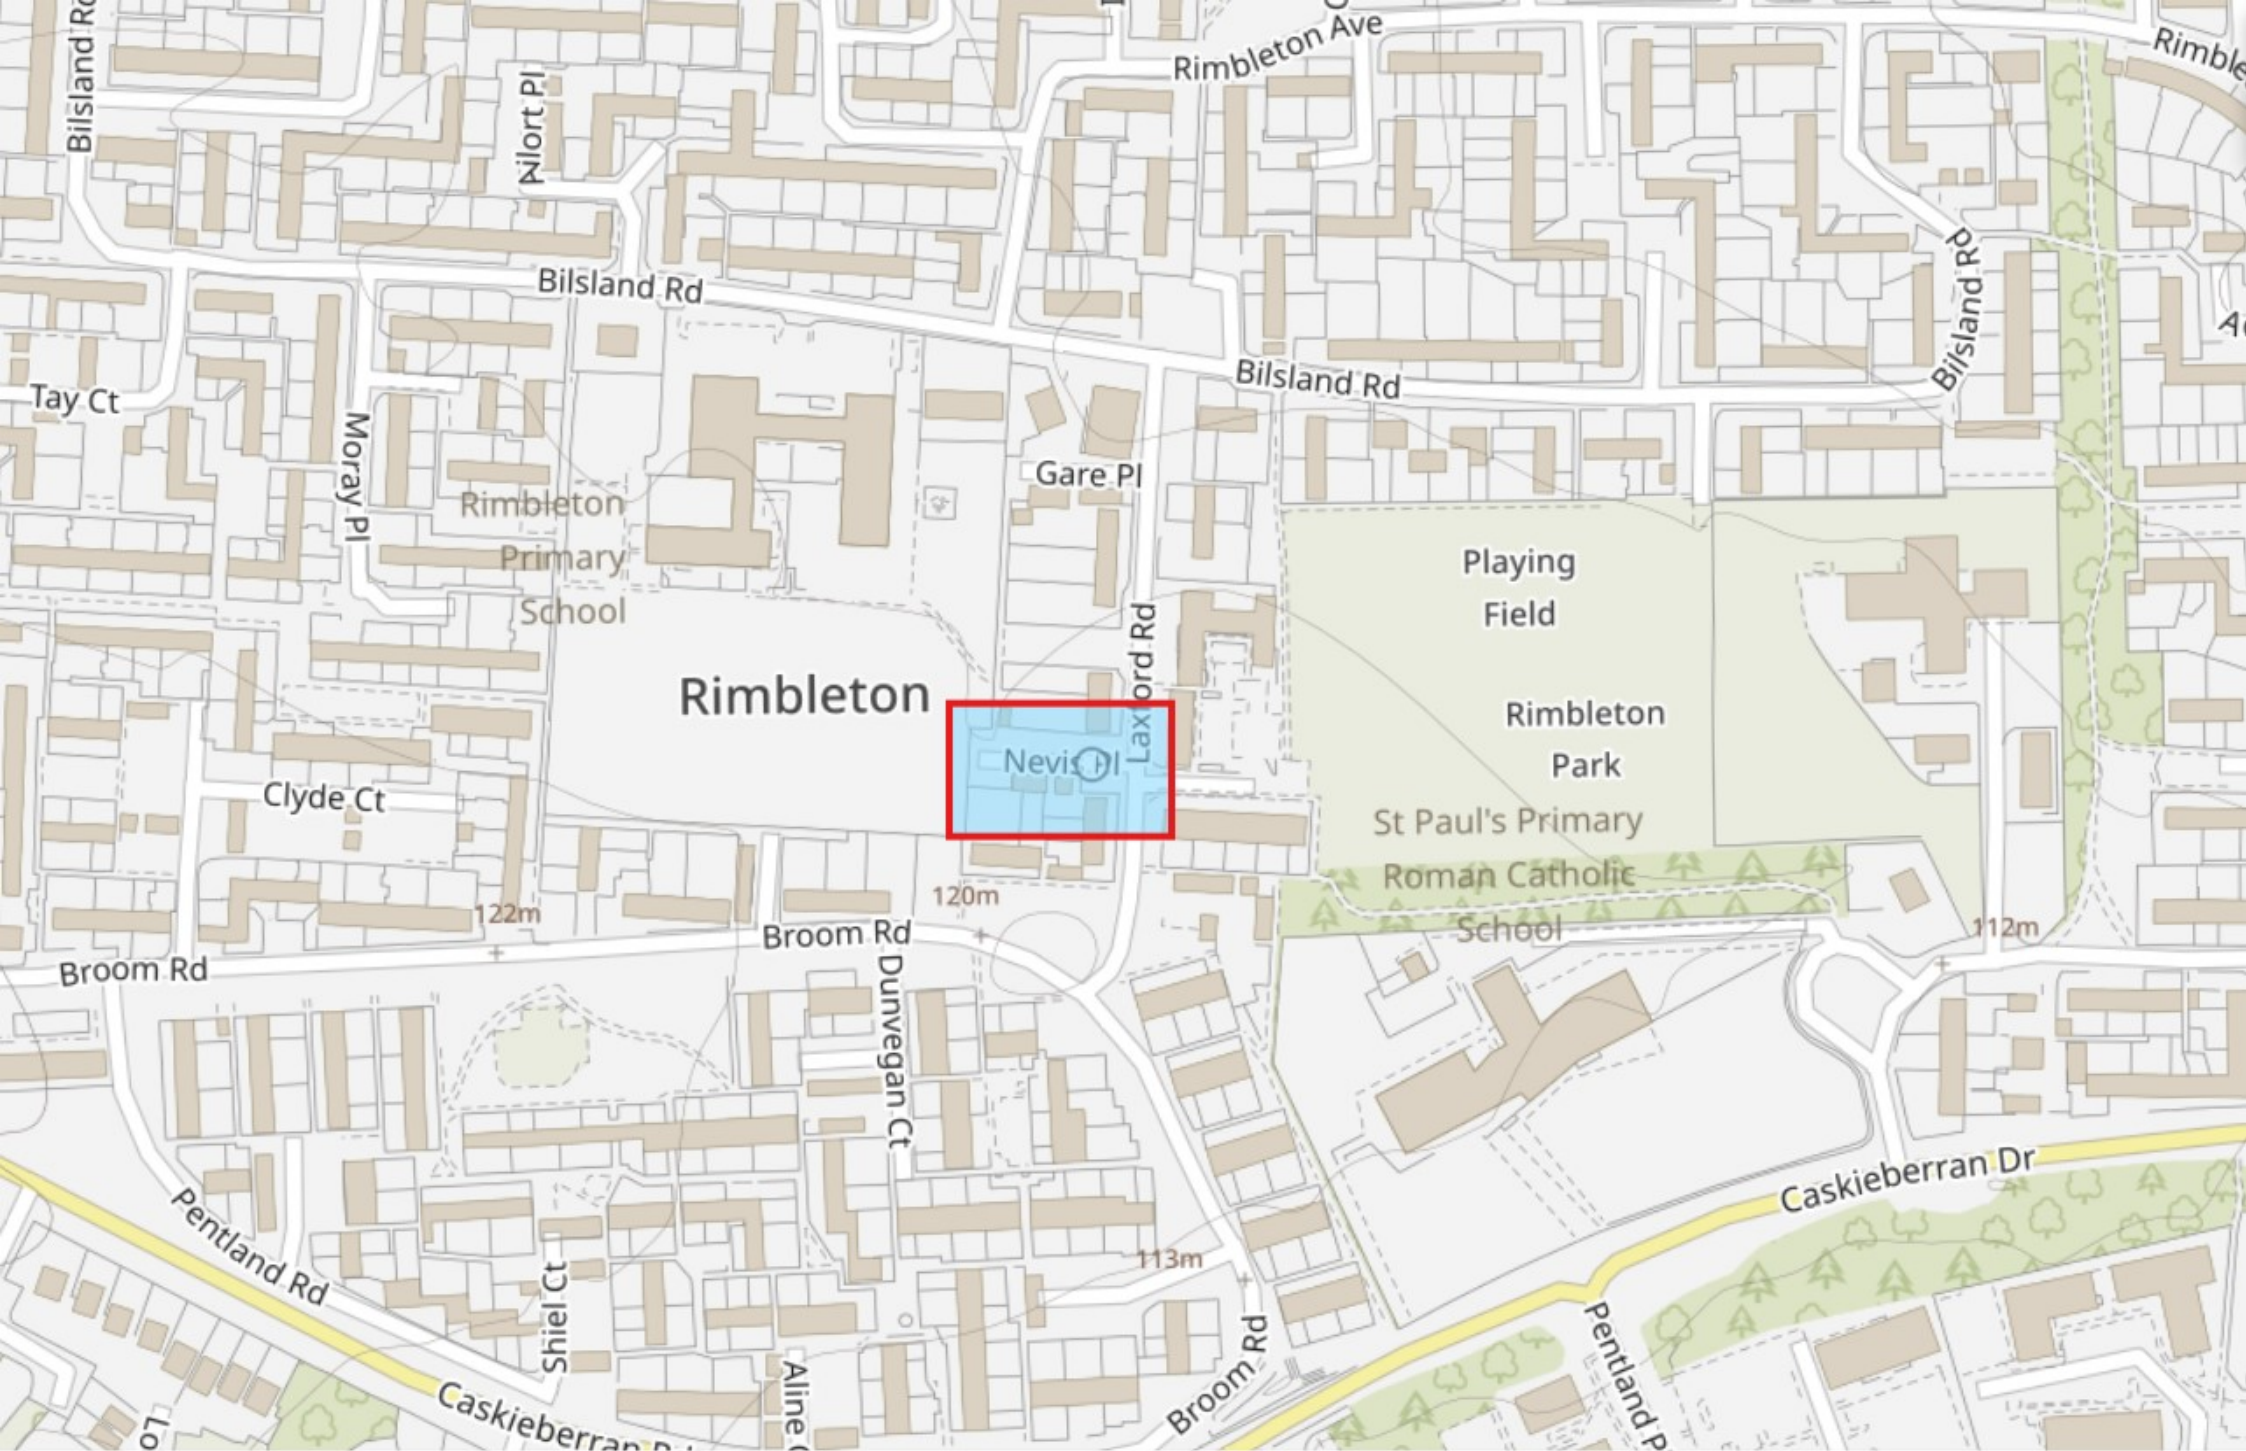 Bilsland Rd
Nort Pl
Rimbleton Ave
Bilsland Rd
Bilsland Rd
Bilsland Rd
Tay Ct
Moray Pl
Gare Pl
Rimbleton
Primary
School
Playing
Field
Laxford Rd
Rimbleton
Rimbleton
Park
Nevis Pl
Clyde Ct
St Paul's Primary
Roman Catholic
School
120m
122m
112m
Broom Rd
Broom Rd
Dunvegan Ct
Caskieberran Dr
Pentland Rd
113m
Shiel Ct
Broom Rd
Aline
Caskieberran
Pentland
Lo